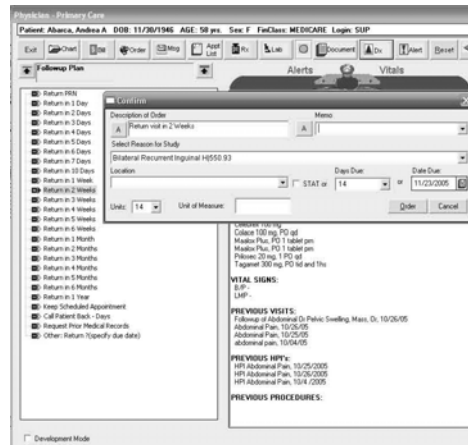 Physician - Primary Care
Patient: Abarca, Andrea A DOB: 11/30/1946 AGE: 58 yrs. Sex: F FinClass: MEDICARE Login: SUP
Exit Chart EM Order Msg Appt List Rx Lab Document Dx Alert Reset
Followup Plan
Alerts Vitals
Return PRN
Return in 1 Day
Return in 2 Days
Return in 3 Days
Return in 4 Days
Return in 5 Days
Return in 6 Days
Return in 7 Days
Return in 10 Days
Return in 1 Week
Return in 2 Weeks
Return in 3 Weeks
Return in 4 Weeks
Return in 5 Weeks
Return in 6 Weeks
Return in 1 Month
Return in 2 Months
Return in 3 Months
Return in 4 Months
Return in 5 Months
Return in 6 Months
Return in 1 Year
Keep Scheduled Appointment
Call Patient Back - Days
Request Prior Medical Records
Other: Return ?(specify due date)
Confirm
Description of Order
Memo
A Return visit in 2 Weeks
A
Select Reason for Study
Bilateral Recurrent Inguinal H|550.93
Location
Days Due:
Date Due:
STAT or 14 or 11/23/2005
Units: 14
Unit of Measure:
Order Cancel
Colace 100 mg, PO qd
Maalox Plus, PO 1 tablet prn
Maalox Plus, PO 1 tablet prn
Prilosec 20 mg, 1 PO qd
Tagamet 300 mg, PO tid and 1hs
VITAL SIGNS:
B/P -
LMP -
PREVIOUS VISITS:
Followup of Abdominal Or Pelvic Swelling, Mass, Or, 10/26/05
Abdominal Pain, 10/26/05
Abdominal Pain, 10/25/05
abdominal pain, 10/04/05
PREVIOUS HPI's:
HPI Abdominal Pain, 10/25/2005
HPI Abdominal Pain, 10/26/2005
HPI Abdominal Pain, 10/4 /2005
PREVIOUS PROCEDURES:
Development Mode